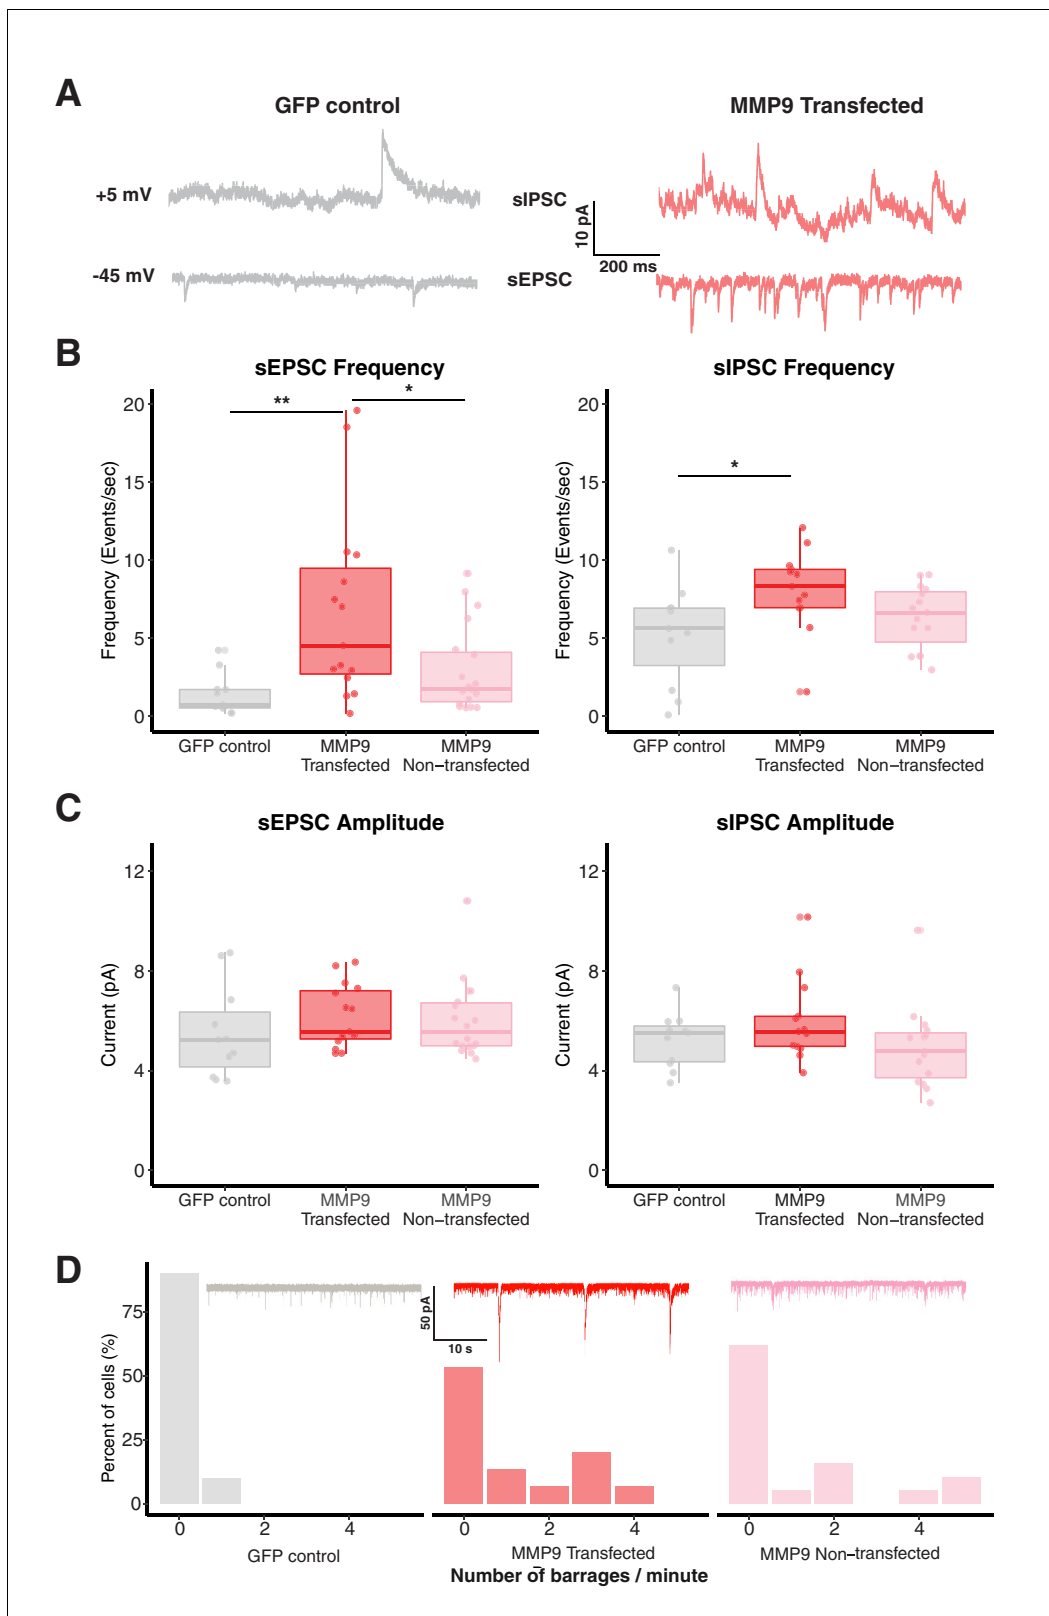 A
GFP control
MMP9 Transfected
+5 mV
sIPSC
10 pA
200 ms
-45 mV
sEPSC
B
sEPSC Frequency
sIPSC Frequency
Frequency (Events/sec)
20
15
10
5
0
**
*
GFP control
MMP9
Transfected
MMP9
Non−transfected
Frequency (Events/sec)
20
15
10
5
0
*
GFP control
MMP9
Transfected
MMP9
Non−transfected
C
sEPSC Amplitude
sIPSC Amplitude
Current (pA)
12
8
4
0
GFP control
MMP9
Transfected
MMP9
Non−transfected
Current (pA)
12
8
4
0
GFP control
MMP9
Transfected
MMP9
Non−transfected
D
Percent of cells (%)
75
50
25
0
50 pA
10 s
0 2 4
0 2 4
0 2 4
GFP control
MMP9 Transfected
MMP9 Non−transfected
Number of barrages / minute